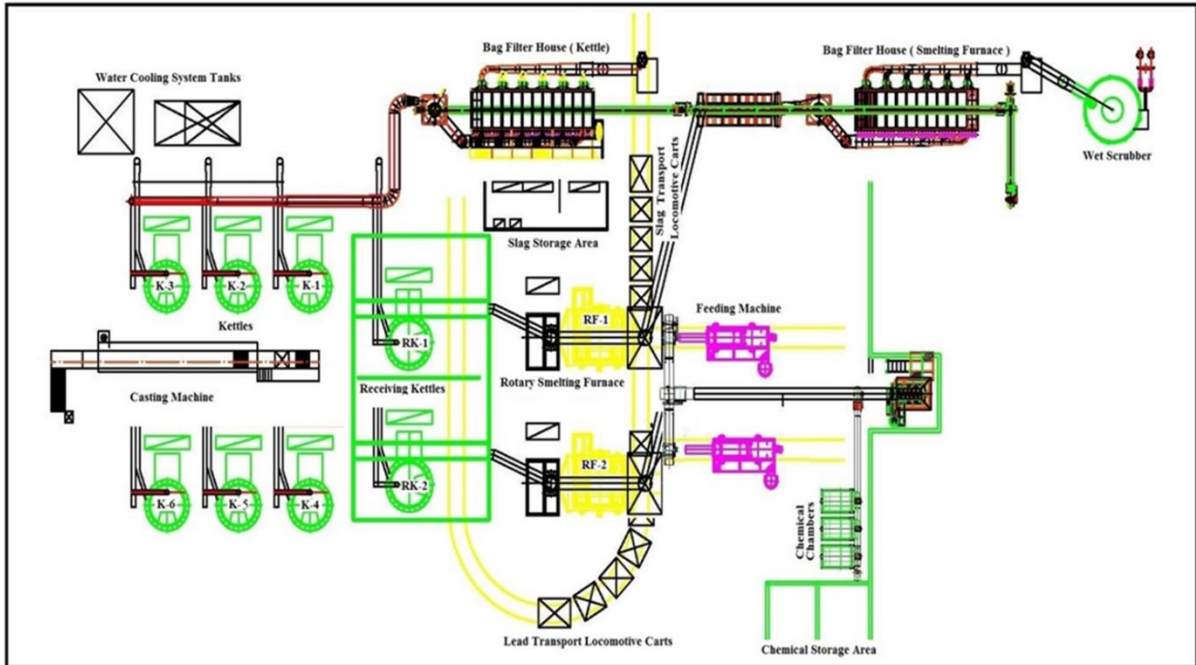 Bag Filter House ( Kettle)
Bag Filter House ( Smelting Furnace )
Water Cooling System Tanks
Wet Scrubber
Slag Transport
Locomotive Carts
Slag Storage Area
K-3
K-2
K-1
Kettles
RK-1
RF-1
Feeding Machine
Casting Machine
Receiving Kettles
Rotary Smelting Furnace
K-6
K-5
K-4
RK-2
RF-2
Chemical
Chambers
Lead Transport Locomotive Carts
Chemical Storage Area